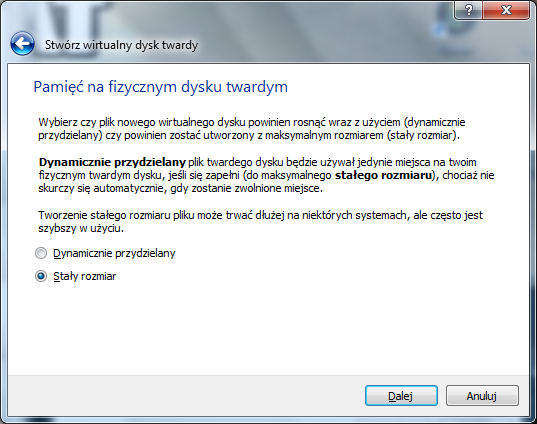 ?
Stwórz wirtualny dysk twardy
Pamięć na fizycznym dysku twardym
Wybierz czy plik nowego wirtualnego dysku powinien rosnąć wraz z użyciem (dynamicznie
przydzielany) czy powinien zostać utworzony z maksymalnym rozmiarem (stały rozmiar).
Dynamicznie przydzielany plik twardego dysku będzie używał jedynie miejsca na twoim
fizycznym twardym dysku, jeśli się zapełni (do maksymalnego stałego rozmiaru), chociaż nie
skurczy się automatycznie, gdy zostanie zwolnione miejsce.
Tworzenie stałego rozmiaru pliku może trwać dłużej na niektórych systemach, ale często jest
szybszy w użyciu.
Dynamicznie przydzielany
Stały rozmiar
Dalej
Anuluj